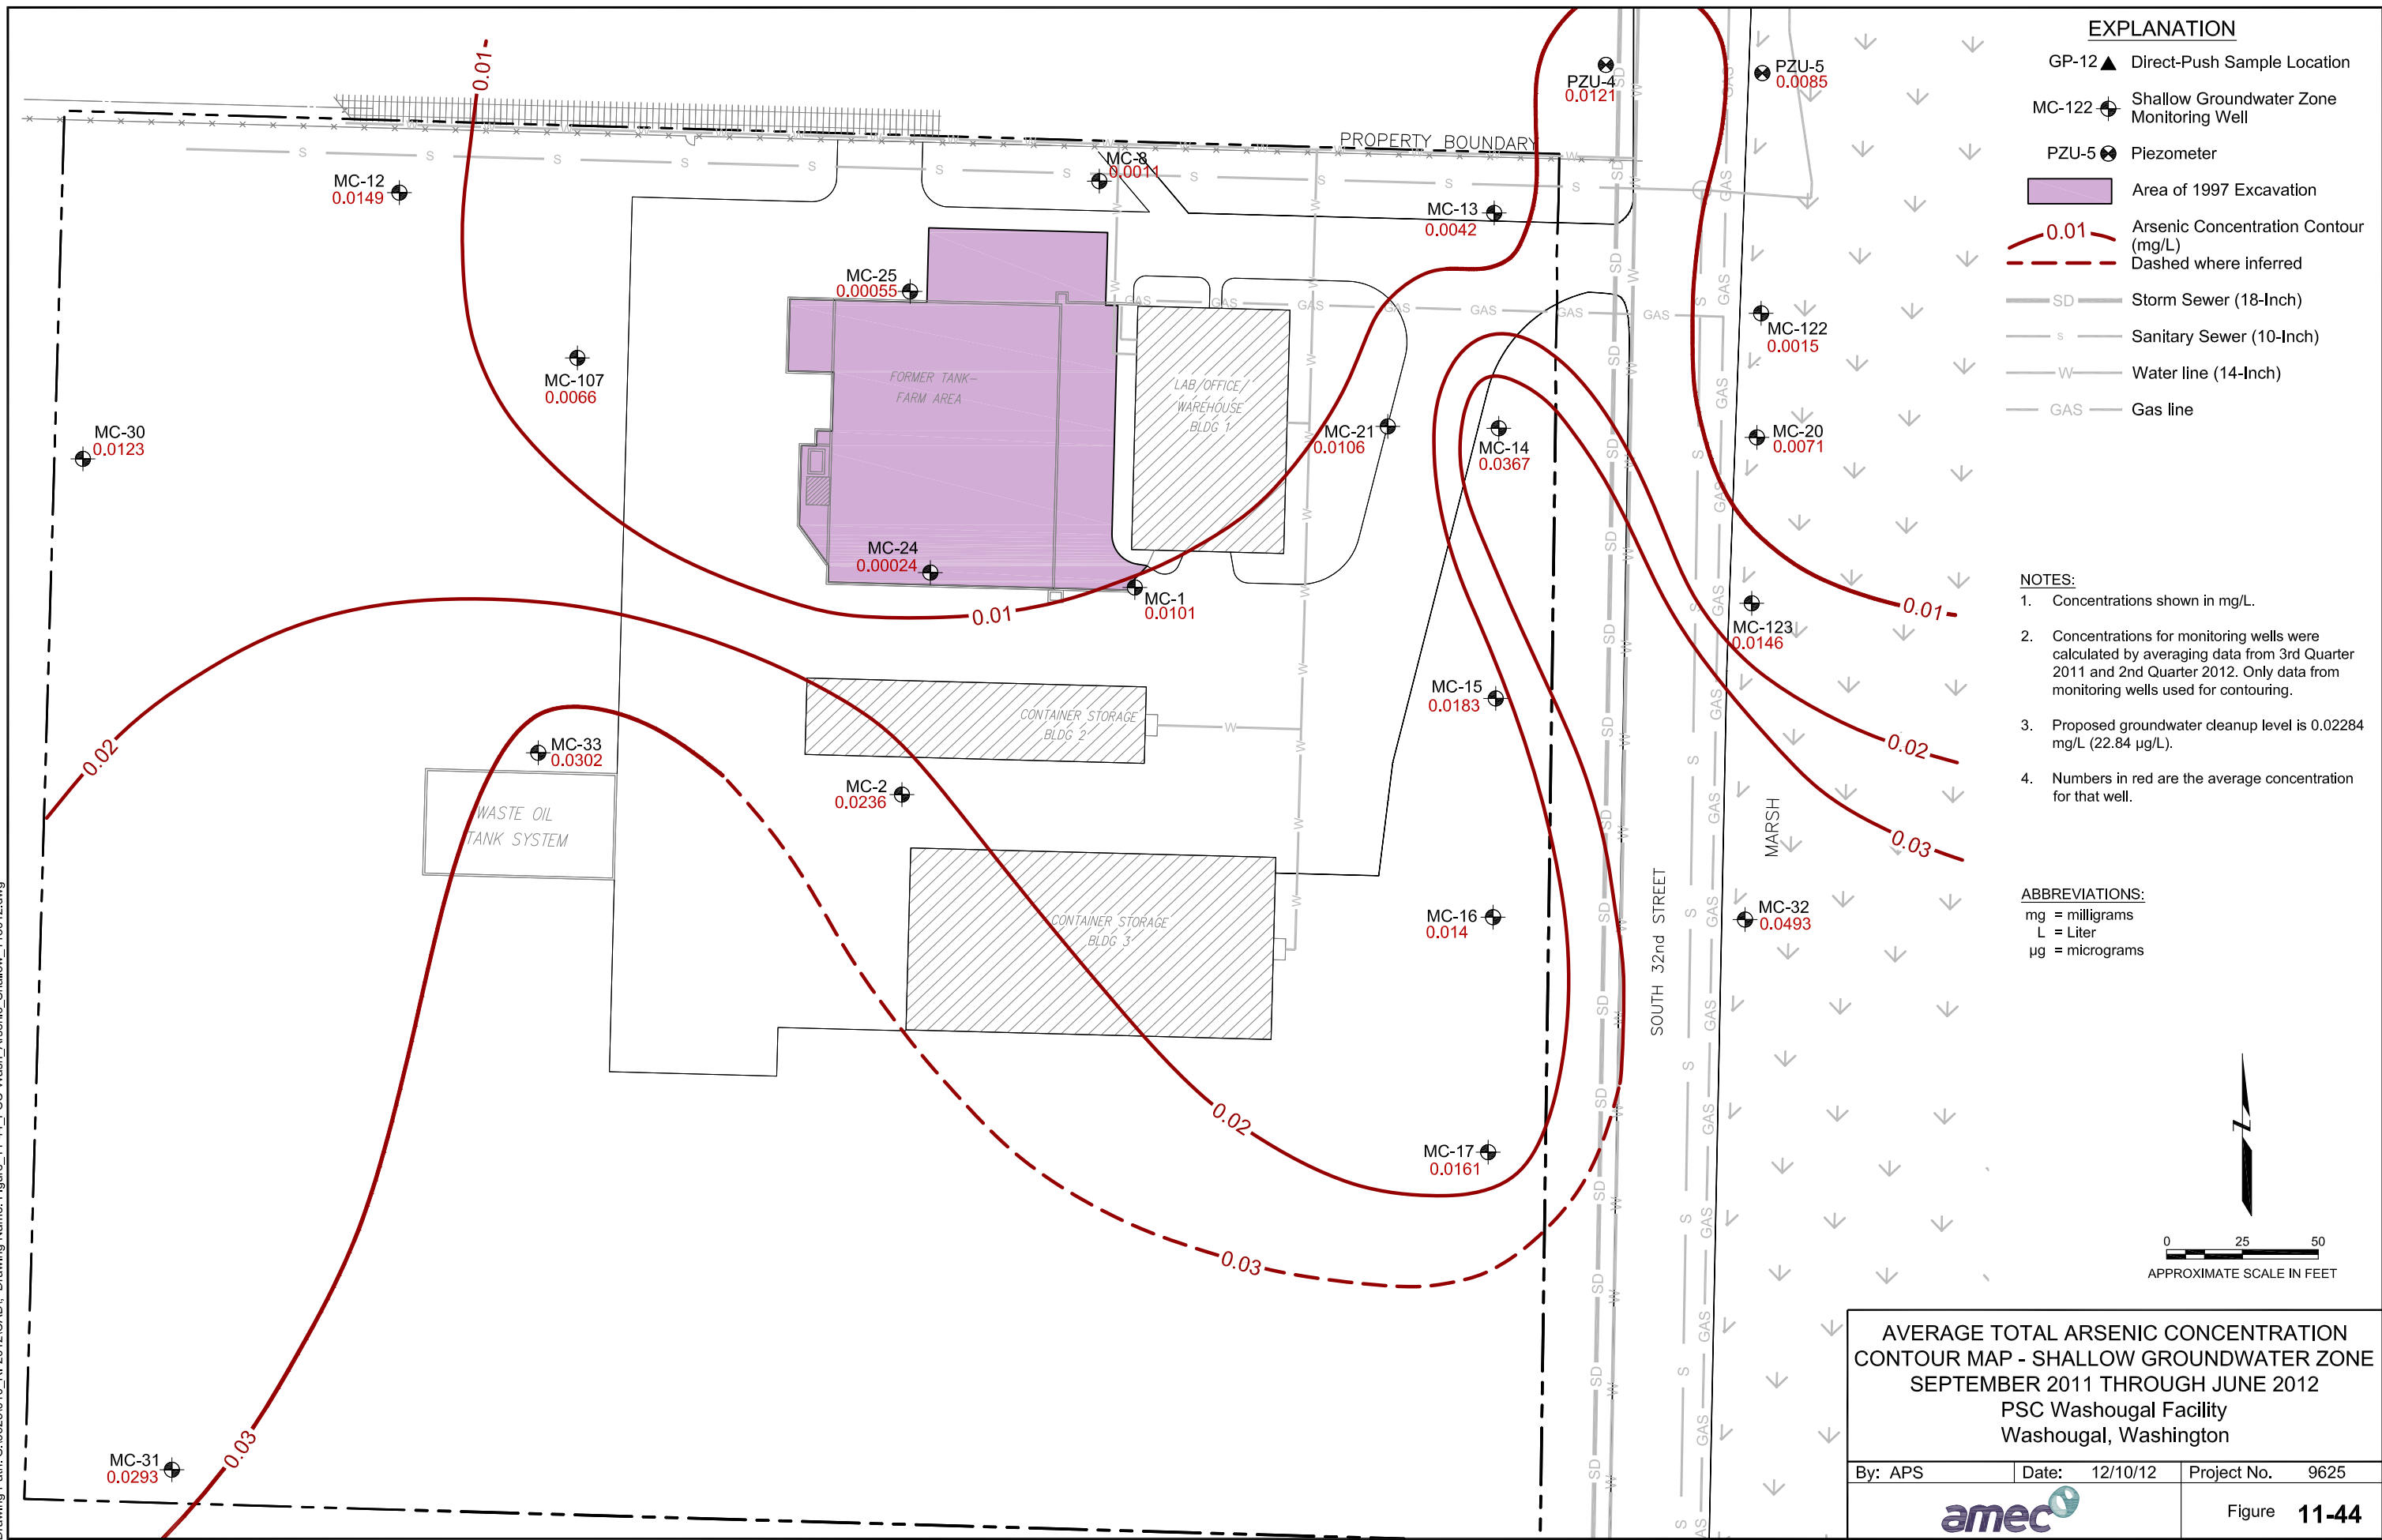 EXPLANATION
GP-12 Direct-Push Sample Location
MC-122 Shallow Groundwater Zone
Monitoring Well
PZU-5 Piezometer
Area of 1997 Excavation
0.01 Arsenic Concentration Contour
(mg/L)
Dashed where inferred
SD Storm Sewer (18-Inch)
S Sanitary Sewer (10-Inch)
W Water line (14-Inch)
GAS Gas line
NOTES:
1. Concentrations shown in mg/L.
2. Concentrations for monitoring wells were
calculated by averaging data from 3rd Quarter
2011 and 2nd Quarter 2012. Only data from
monitoring wells used for contouring.
3. Proposed groundwater cleanup level is 0.02284
mg/L (22.84 µg/L).
4. Numbers in red are the average concentration
for that well.
ABBREVIATIONS:
mg = milligrams
L = Liter
µg = micrograms
0 25 50
APPROXIMATE SCALE IN FEET
AVERAGE TOTAL ARSENIC CONCENTRATION
CONTOUR MAP - SHALLOW GROUNDWATER ZONE
SEPTEMBER 2011 THROUGH JUNE 2012
PSC Washougal Facility
Washougal, Washington
By: APS Date: 12/10/12 Project No. 9625
amec
Figure 11-44
PROPERTY BOUNDARY
PZU-4
0.0121
PZU-5
0.0085
MC-12
0.0149
MC-8
0.0011
MC-13
0.0042
MC-25
0.00055
MC-122
0.0015
MC-107
0.0066
FORMER TANK-
FARM AREA
LAB/OFFICE/
WAREHOUSE
BLDG 1
MC-30
0.0123
MC-21
0.0106
MC-14
0.0367
MC-20
0.0071
MC-24
0.00024
MC-1
0.0101
MC-123
0.0146
0.01
0.01
0.01
MC-15
0.0183
CONTAINER STORAGE
BLDG 2
MC-33
0.0302
MC-2
0.0236
WASTE OIL
TANK SYSTEM
0.02
0.02
0.03
MARSH
SOUTH 32nd STREET
CONTAINER STORAGE
BLDG 3
MC-16
0.014
MC-32
0.0493
0.02
MC-17
0.0161
0.03
MC-31
0.0293
0.03